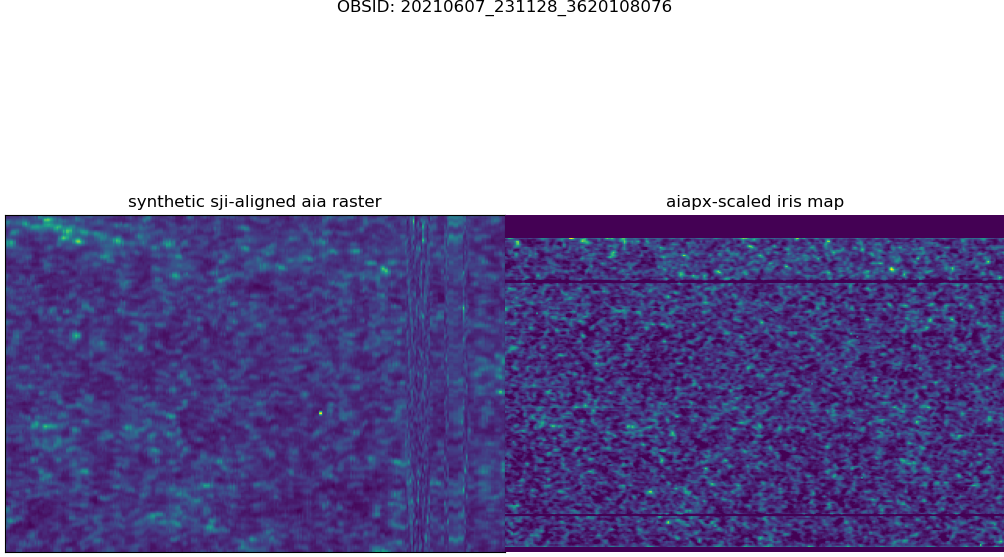 OBSID: 20210607_231128_3620108076
synthetic sji-aligned aia raster
aiapx-scaled iris map